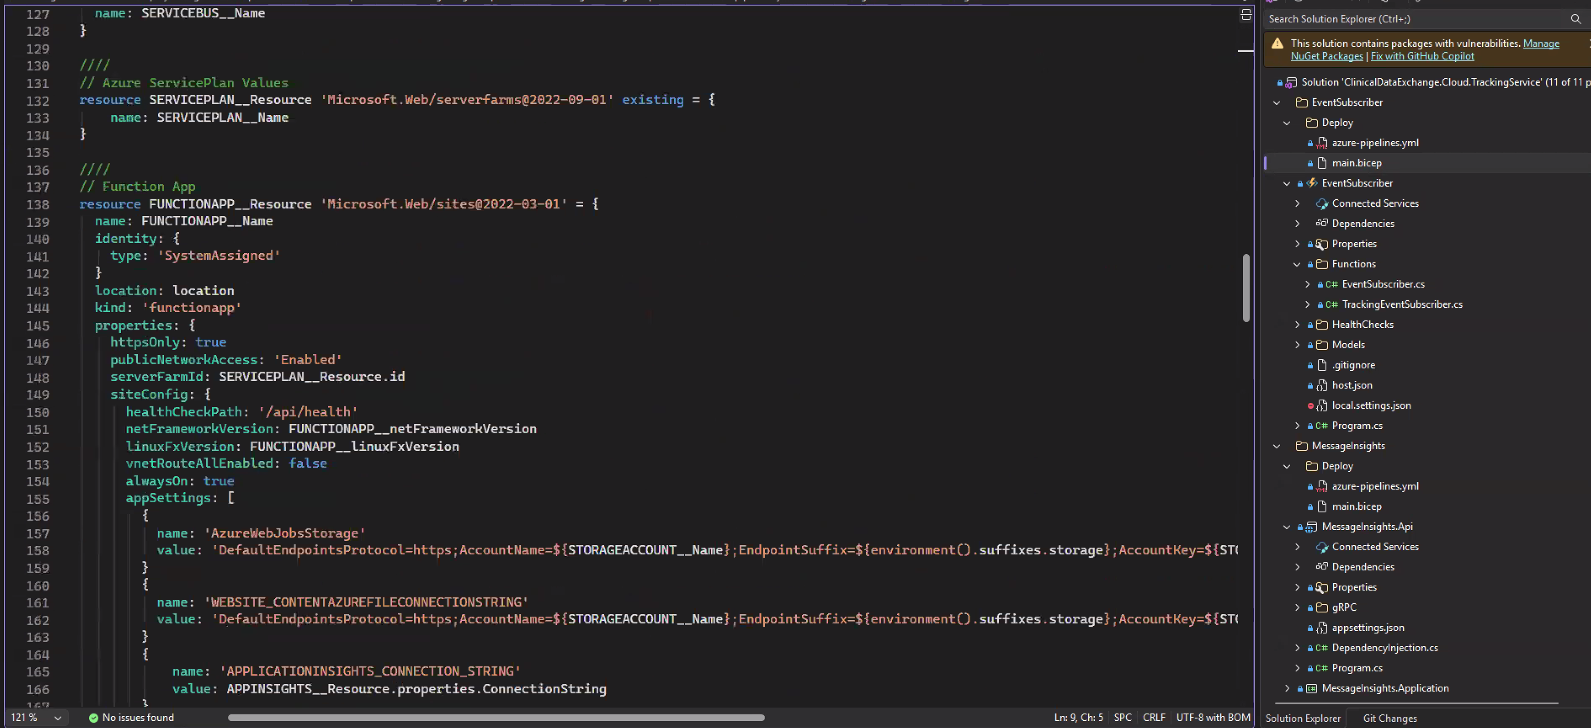 127 name: SERVICEBUS__Name
128 }
129
130 ////
131 // Azure ServicePlan Values
132 resource SERVICEPLAN__Resource 'Microsoft.Web/serverfarms@2022-09-01' existing = {
133 name: SERVICEPLAN__Name
134 }
135
136 ////
137 // Function App
138 resource FUNCTIONAPP__Resource 'Microsoft.Web/sites@2022-03-01' = {
139 name: FUNCTIONAPP__Name
140 identity: {
141 type: 'SystemAssigned'
142 }
143 location: location
144 kind: 'functionapp'
145 properties: {
146 httpsOnly: true
147 publicNetworkAccess: 'Enabled'
148 serverFarmId: SERVICEPLAN__Resource.id
149 siteConfig: {
150 healthCheckPath: '/api/health'
151 netFrameworkVersion: FUNCTIONAPP__netFrameworkVersion
152 linuxFxVersion: FUNCTIONAPP__linuxFxVersion
153 vnetRouteAllEnabled: false
154 alwaysOn: true
155 appSettings: [
156 {
157 name: 'AzureWebJobsStorage'
158 value: 'DefaultEndpointsProtocol=https;AccountName=${STORAGEACCOUNT__Name};EndpointSuffix=${environment().suffixes.storage};AccountKey=${STO
159 }
160 {
161 name: 'WEBSITE_CONTENTAZUREFILECONNECTIONSTRING'
162 value: 'DefaultEndpointsProtocol=https;AccountName=${STORAGEACCOUNT__Name};EndpointSuffix=${environment().suffixes.storage};AccountKey=${STO
163 }
164 {
165 name: 'APPLICATIONINSIGHTS_CONNECTION_STRING'
166 value: APPINSIGHTS__Resource.properties.ConnectionString
121 %
No issues found
Ln: 9, Ch: 5 SPC CRLF UTF-8 with BOM
Search Solution Explorer (Ctrl+;)
This solution contains packages with vulnerabilities. Manage
NuGet Packages | Fix with GitHub Copilot
Solution 'ClinicalDataExchange.Cloud.TrackingService' (11 of 11 p
EventSubscriber
Deploy
azure-pipelines.yml
main.bicep
EventSubscriber
Connected Services
Dependencies
Properties
Functions
C# EventSubscriber.cs
C# TrackingEventSubscriber.cs
HealthChecks
Models
.gitignore
host.json
local.settings.json
C# Program.cs
MessageInsights
Deploy
azure-pipelines.yml
main.bicep
MessageInsights.Api
Connected Services
Dependencies
Properties
gRPC
appsettings.json
C# DependencyInjection.cs
C# Program.cs
MessageInsights.Application
Solution Explorer Git Changes